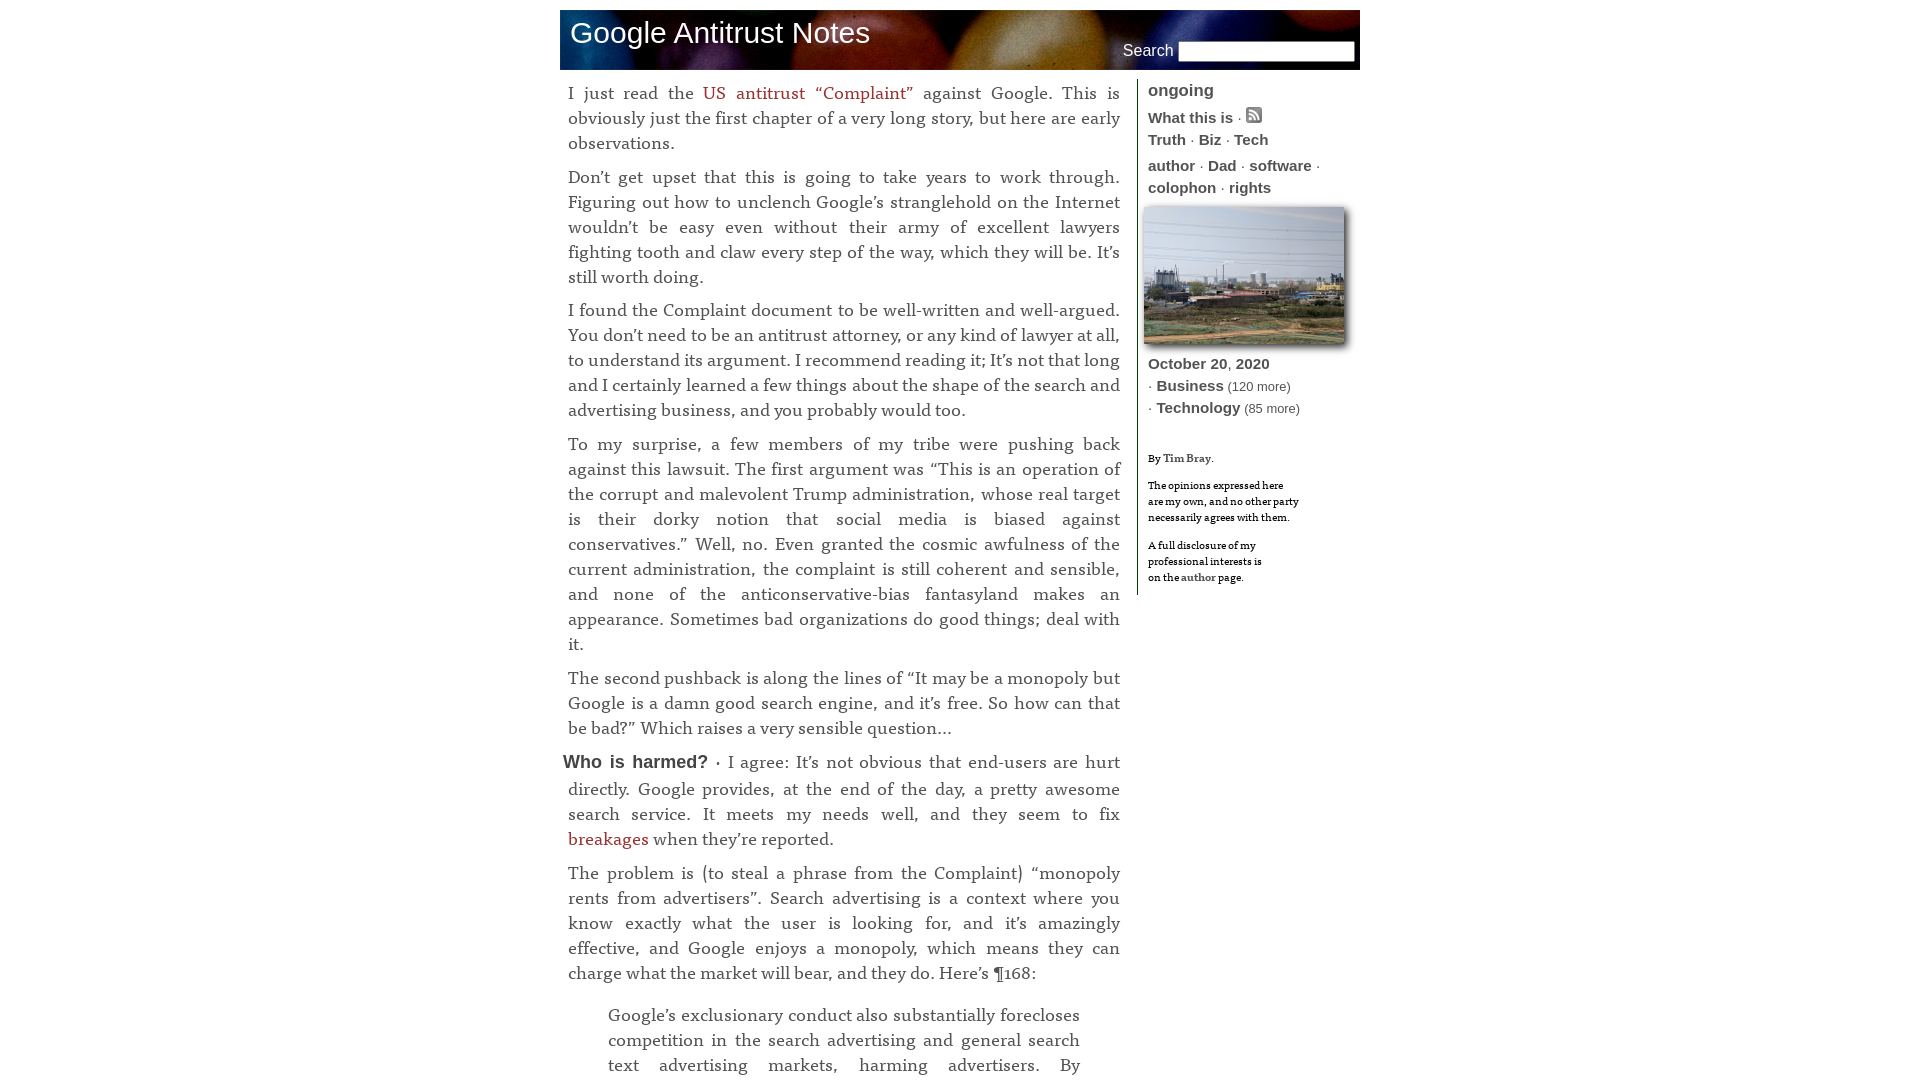 Google Antitrust Notes
Search
I just read the US antitrust “Complaint” against Google. This is
obviously just the first chapter of a very long story, but here are early
observations.
Don’t get upset that this is going to take years to work through.
Figuring out how to unclench Google’s stranglehold on the Internet
wouldn’t be easy even without their army of excellent lawyers
fighting tooth and claw every step of the way, which they will be. It’s
still worth doing.
I found the Complaint document to be well-written and well-argued.
You don’t need to be an antitrust attorney, or any kind of lawyer at all,
to understand its argument. I recommend reading it; It’s not that long
and I certainly learned a few things about the shape of the search and
advertising business, and you probably would too.
To my surprise, a few members of my tribe were pushing back
against this lawsuit. The first argument was “This is an operation of
the corrupt and malevolent Trump administration, whose real target
is their dorky notion that social media is biased against
conservatives.” Well, no. Even granted the cosmic awfulness of the
current administration, the complaint is still coherent and sensible,
and none of the anticonservative-bias fantasyland makes an
appearance. Sometimes bad organizations do good things; deal with
it.
The second pushback is along the lines of “It may be a monopoly but
Google is a damn good search engine, and it’s free. So how can that
be bad?” Which raises a very sensible question…
Who is harmed? · I agree: It’s not obvious that end-users are hurt
directly. Google provides, at the end of the day, a pretty awesome
search service. It meets my needs well, and they seem to fix
breakages when they’re reported.
The problem is (to steal a phrase from the Complaint) “monopoly
rents from advertisers”. Search advertising is a context where you
know exactly what the user is looking for, and it’s amazingly
effective, and Google enjoys a monopoly, which means they can
charge what the market will bear, and they do. Here’s ¶168:
Google’s exclusionary conduct also substantially forecloses
competition in the search advertising and general search
text advertising markets, harming advertisers. By
ongoing
What this is ·
Truth · Biz · Tech
author · Dad · software ·
colophon · rights
October 20, 2020
· Business (120 more)
· Technology (85 more)
By Tim Bray.
The opinions expressed here
are my own, and no other party
necessarily agrees with them.
A full disclosure of my
professional interests is
on the author page.